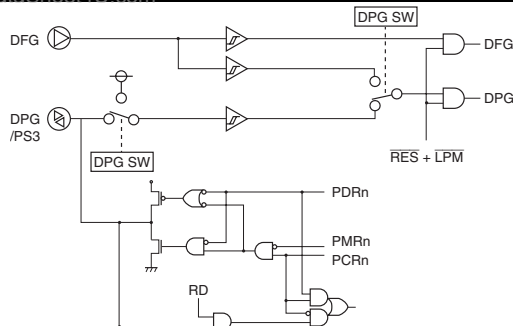 DPG SW
DFG
DFG
DPG
/PS3
DPG
DPG SW
RES + LPM
PDRn
PMRn
PCRn
RD